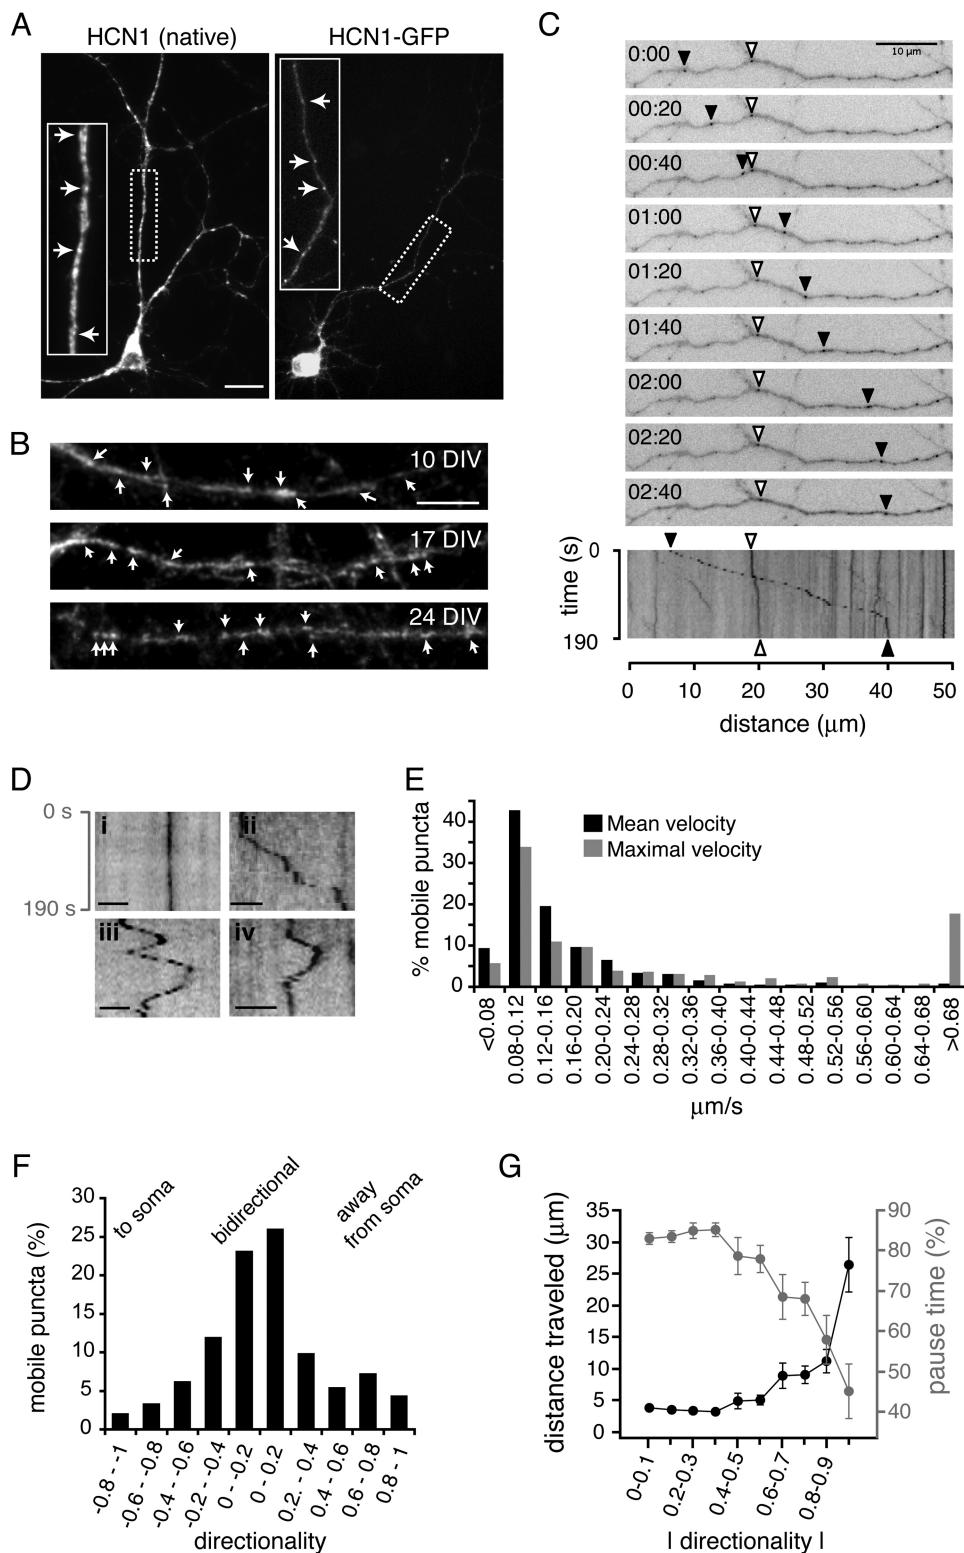 A
HCN1 (native)
HCN1-GFP
B
10 DIV
17 DIV
24 DIV
C
10 μm
0:00
00:20
00:40
01:00
01:20
01:40
02:00
02:20
02:40
time (s)
0
190
0 10 20 30 40 50
distance (μm)
D
0 s
190 s
i
ii
iii
iv
E
% mobile puncta
40
30
20
10
0
Mean velocity
Maximal velocity
<0.08
0.08-0.12
0.12-0.16
0.16-0.20
0.20-0.24
0.24-0.28
0.28-0.32
0.32-0.36
0.36-0.40
0.40-0.44
0.44-0.48
0.48-0.52
0.52-0.56
0.56-0.60
0.60-0.64
0.64-0.68
>0.68
μm/s
F
to soma
bidirectional
away
from soma
mobile puncta (%)
30
25
20
15
10
5
0
-0.8 - -1
-0.6 - -0.8
-0.4 - -0.6
-0.2 - -0.4
0 - -0.2
0 - 0.2
0.2 - 0.4
0.4 - 0.6
0.6 - 0.8
0.8 - 1
directionality
G
distance traveled (μm)
35
30
25
20
15
10
5
0
90
80
70
60
50
40
pause time (%)
0-0.1
0.2-0.3
0.4-0.5
0.6-0.7
0.8-0.9
| directionality |